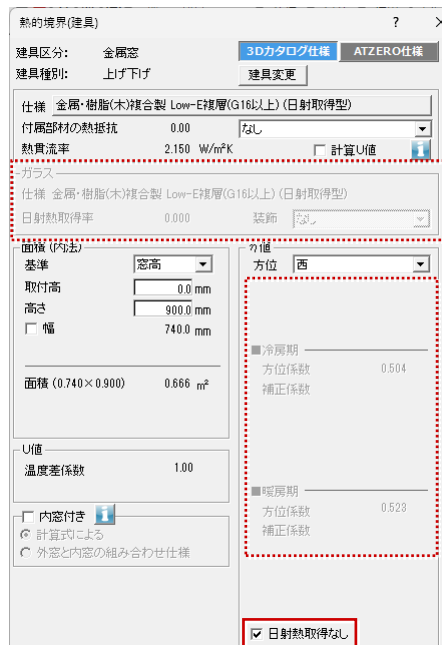 熱的境界(建具) ?
建具区分: 金属窓 3Dカタログ仕様 ATZERO仕様
建具種別: 上げ下げ 建具変更
仕様 金属・樹脂(木)複合製 Low-E複層(G16以上)(日射取得型)
付属部材の熱抵抗 0.00 なし
熱貫流率 2.150 W/m²K 計算U値 i
ガラス
仕様 金属・樹脂(木)複合製 Low-E複層(G16以上)(日射取得型)
日射熱取得率 0.000 装飾 なし
面積(内法)
基準 窓高
取付高 0.0 mm
高さ 900.0 mm
幅 740.0 mm
面積(0.740×0.900) 0.666 m²
U値
温度差係数 1.00
内窓付き i
計算式による
外窓と内窓の組み合わせ仕様
η値
方位 西
■冷房期
方位係数 0.504
補正係数
■暖房期
方位係数 0.523
補正係数
日射熱取得なし